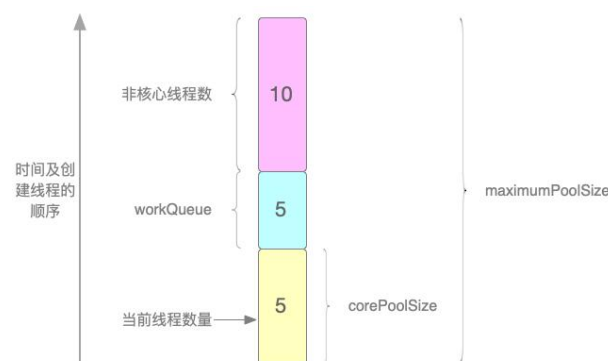 非核心线程数
10
时间及创
建线程的
顺序
workQueue
5
maximumPoolSize
当前线程数量
5
corePoolSize